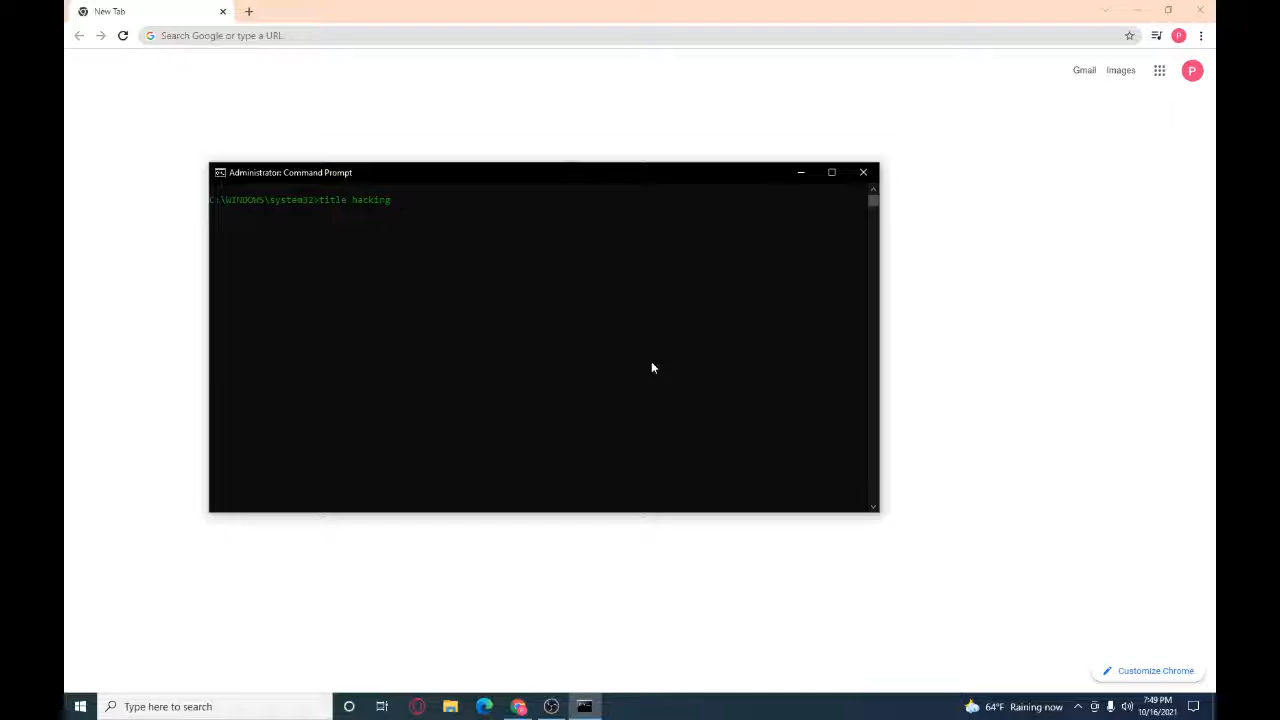 New Tab
Search Google or type a URL
Gmail Images
P
Administrator: Command Prompt
C:\WINDOWS\system32>title hacking
Customize Chrome
Type here to search
64°F Raining now
7:49 PM
10/16/2021